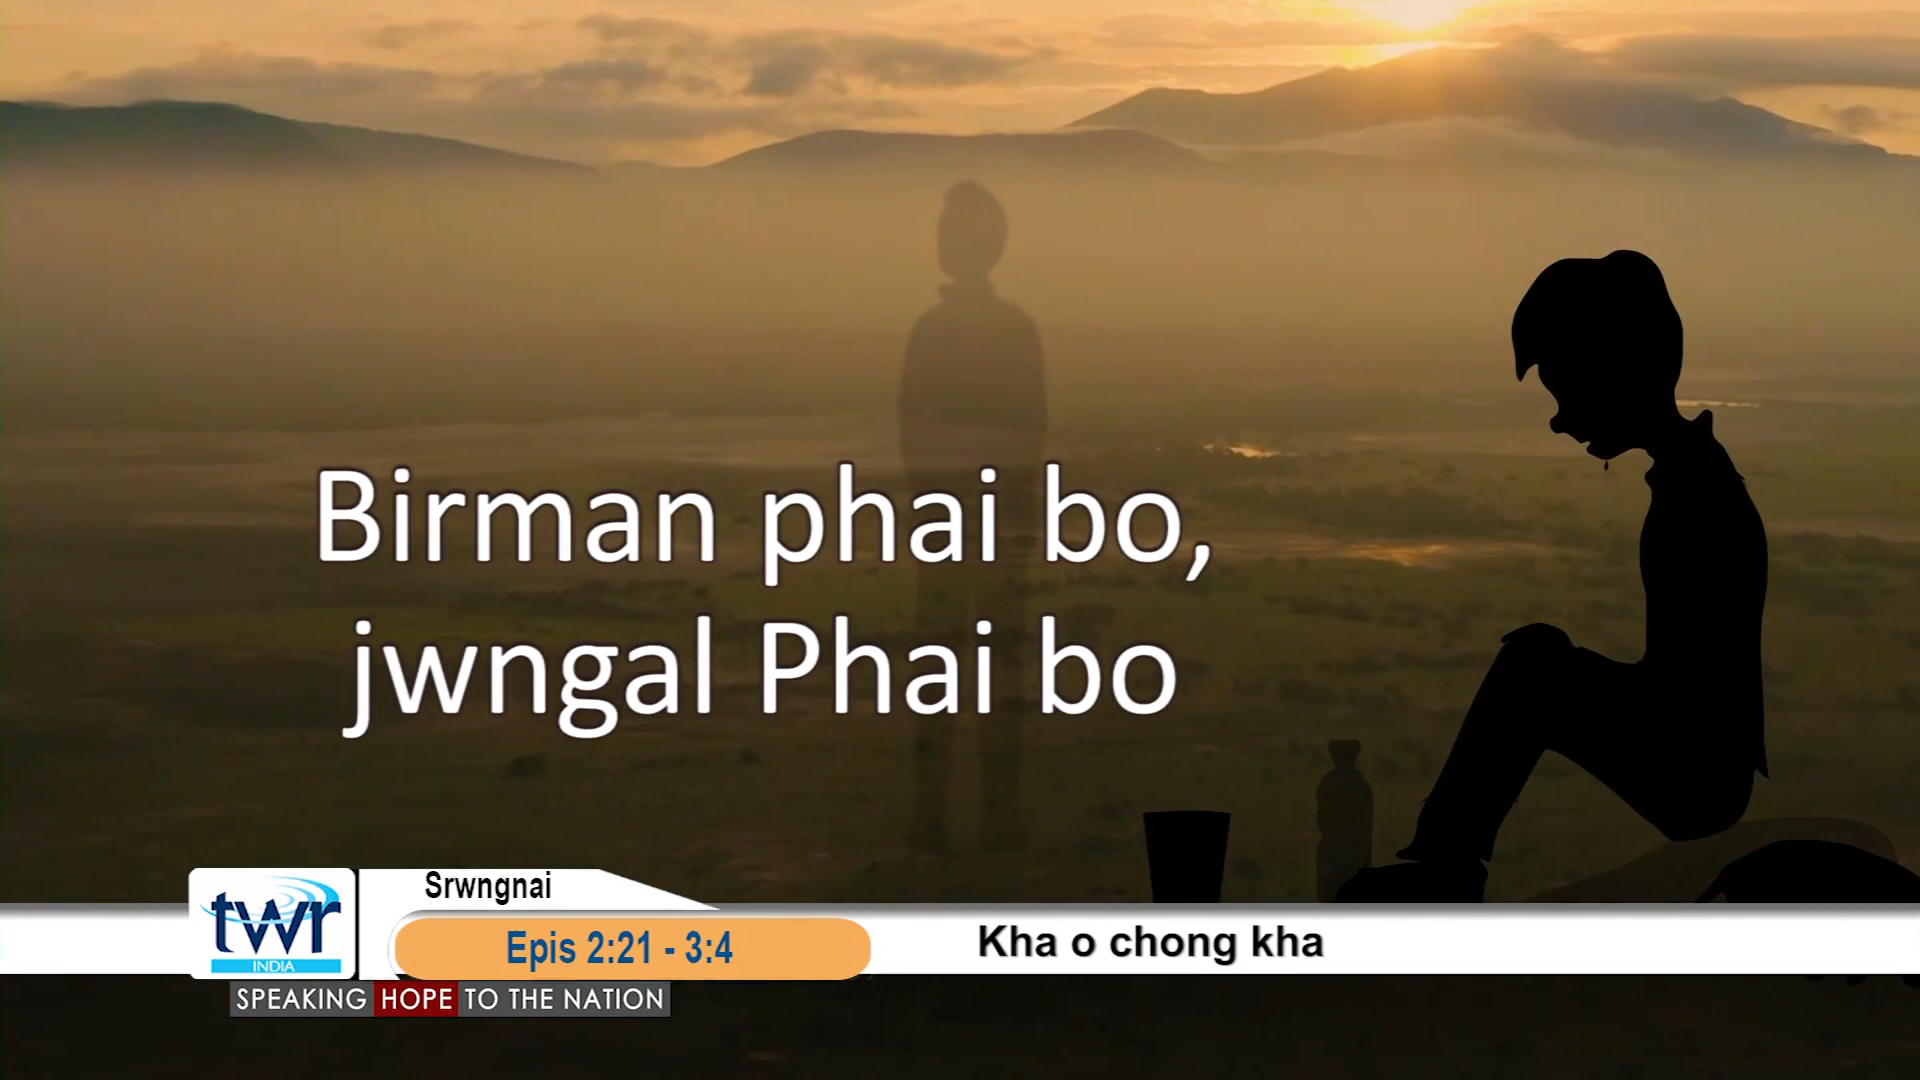 Birman phai bo,
jwngal Phai bo
Srwngnai
twr
INDIA
Epis 2:21 - 3:4
Kha o chong kha
SPEAKING HOPE TO THE NATION